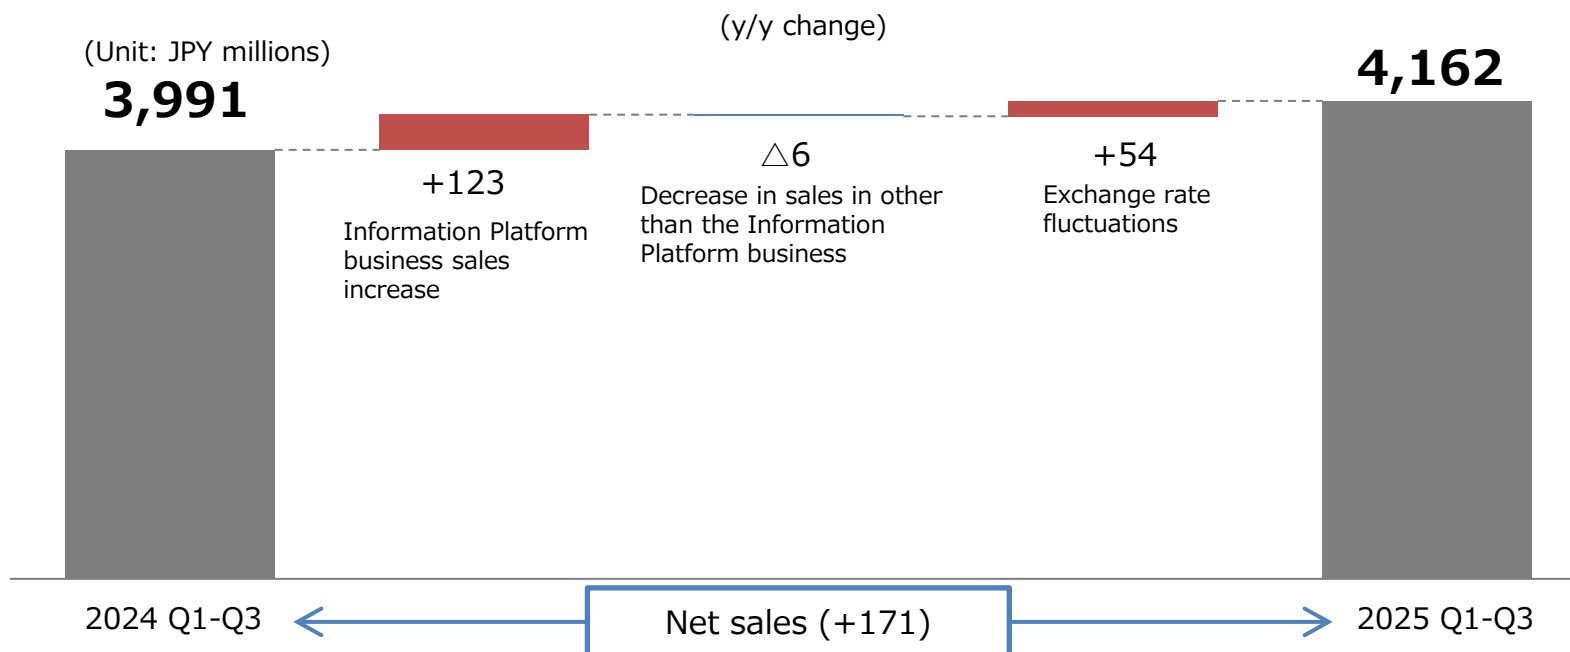 (y/y change)
(Unit: JPY millions)
3,991
4,162
+123
Information Platform
business sales
increase
△6
Decrease in sales in other
than the Information
Platform business
+54
Exchange rate
fluctuations
2024 Q1-Q3
Net sales (+171)
2025 Q1-Q3